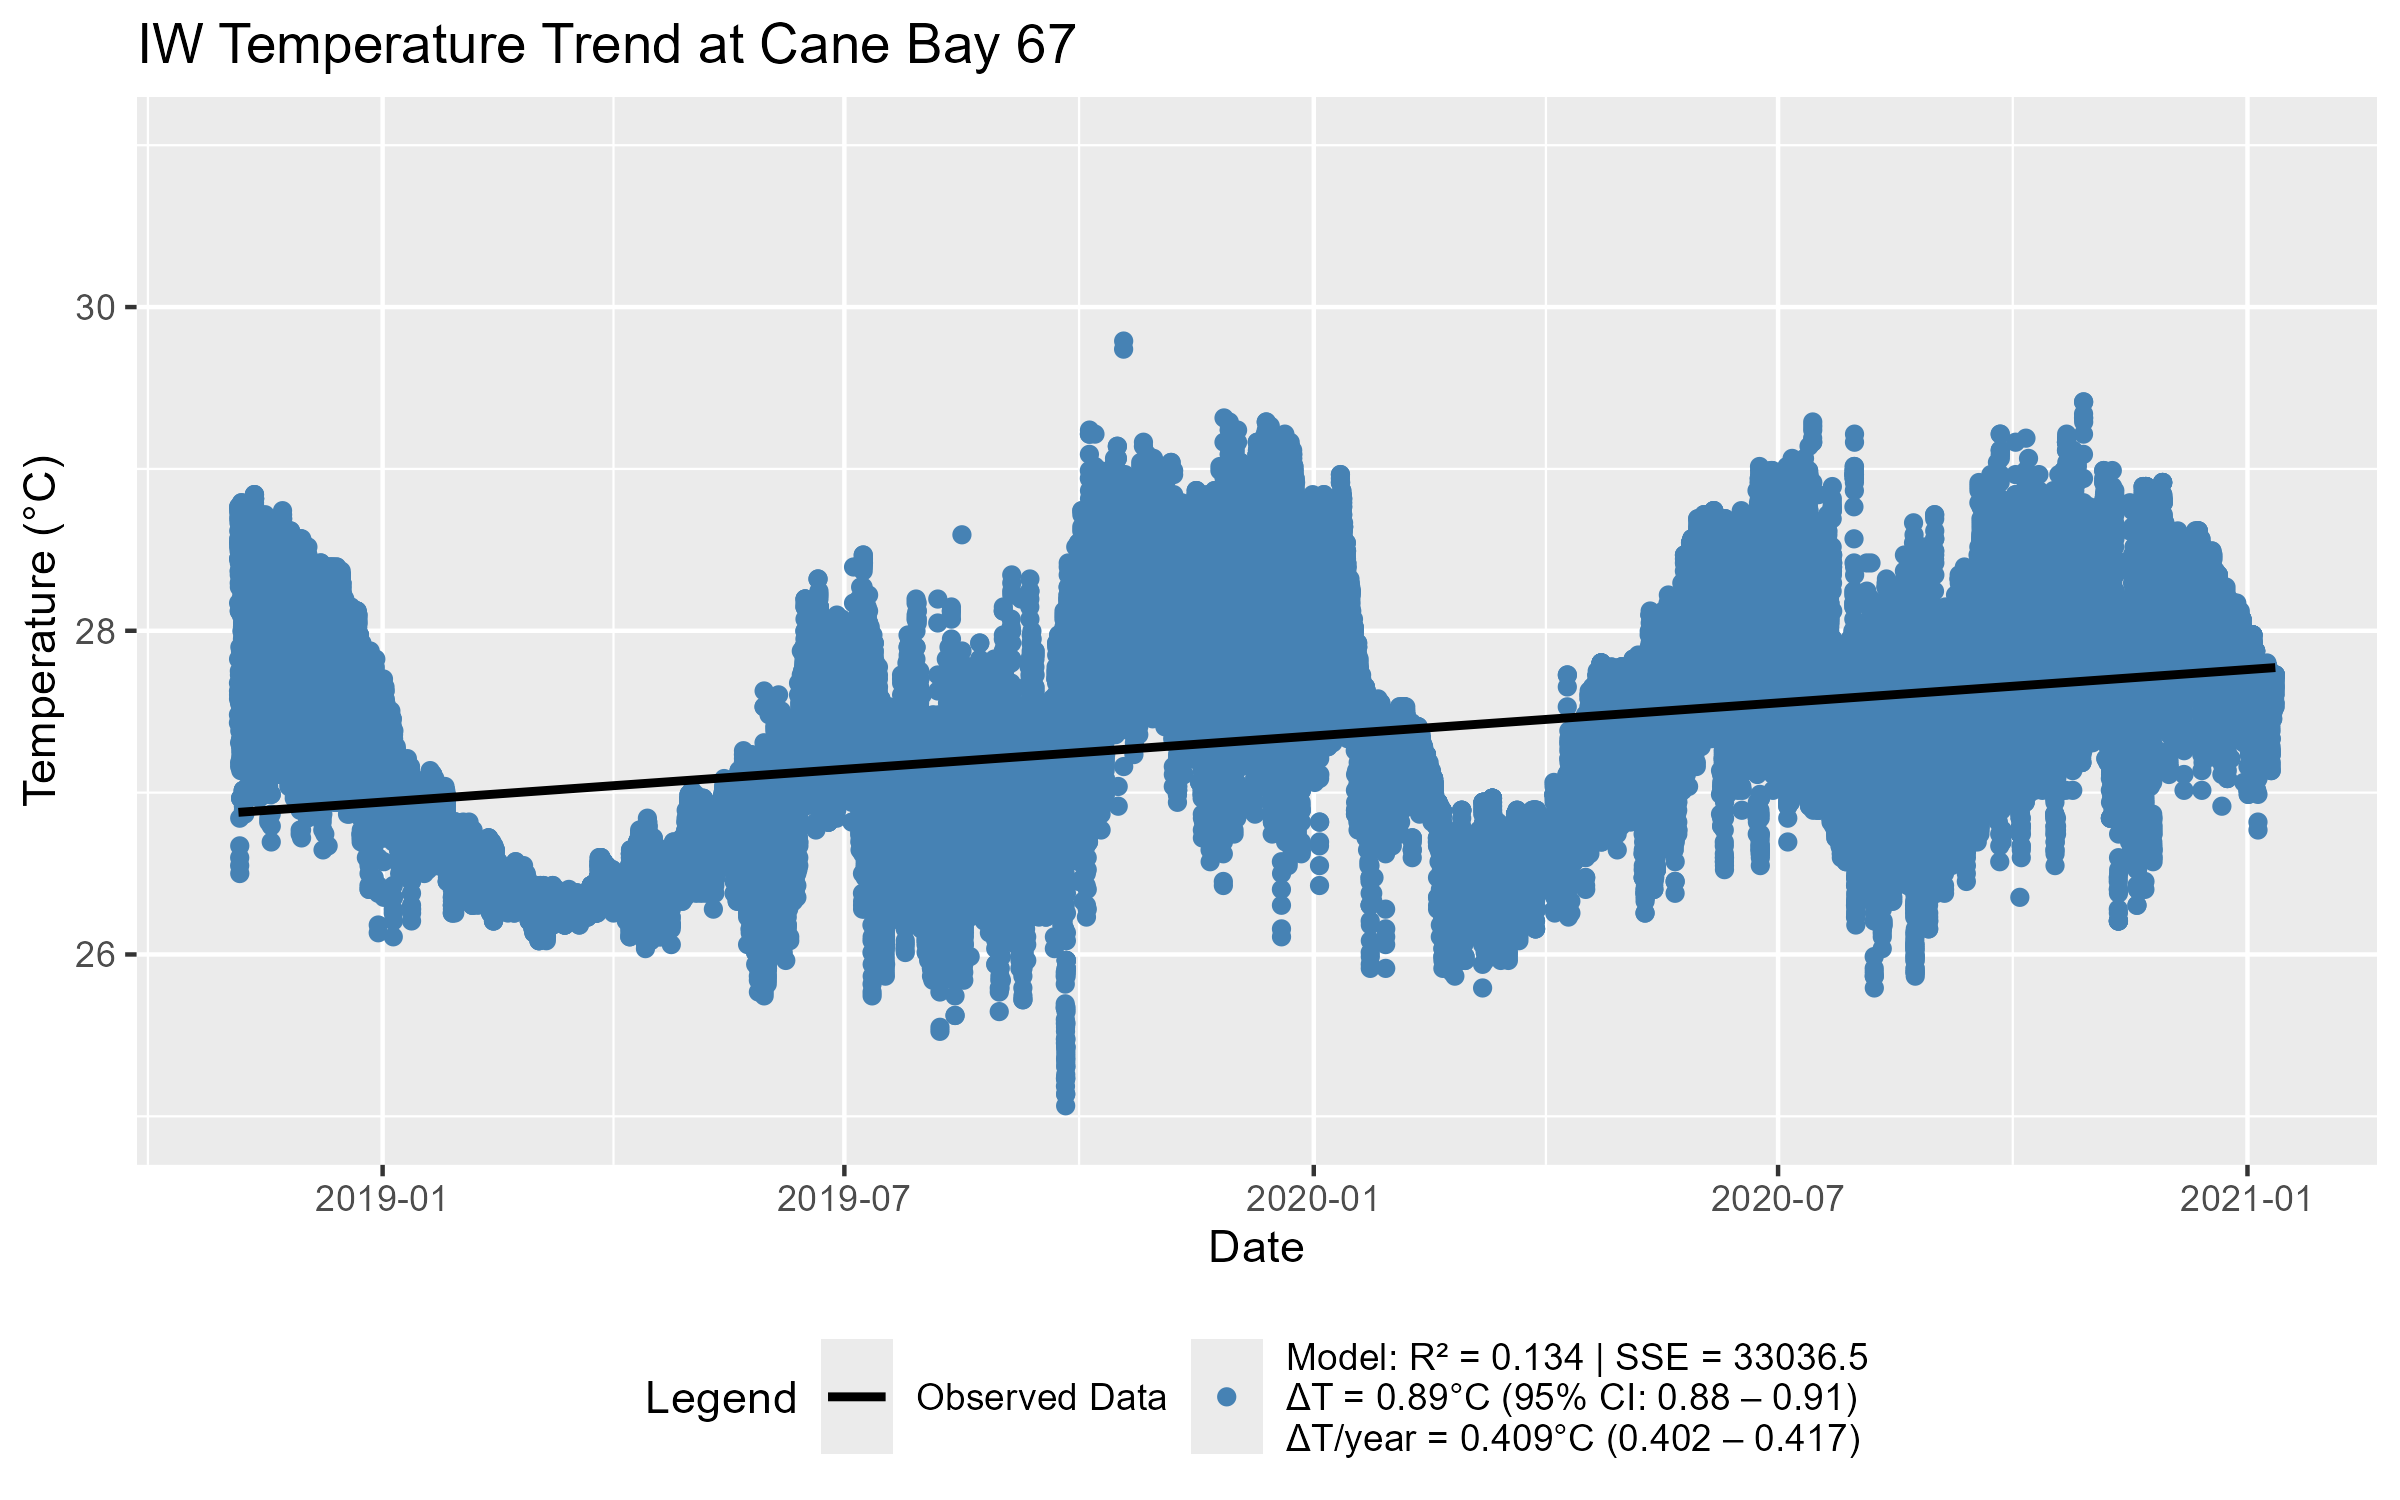 IW Temperature Trend at Cane Bay 67
Temperature (°C)
30
28
26
2019-01
2019-07
2020-01
2020-07
2021-01
Date
Legend
Observed Data
Model: R² = 0.134 | SSE = 33036.5
ΔT = 0.89°C (95% CI: 0.88 – 0.91)
ΔT/year = 0.409°C (0.402 – 0.417)